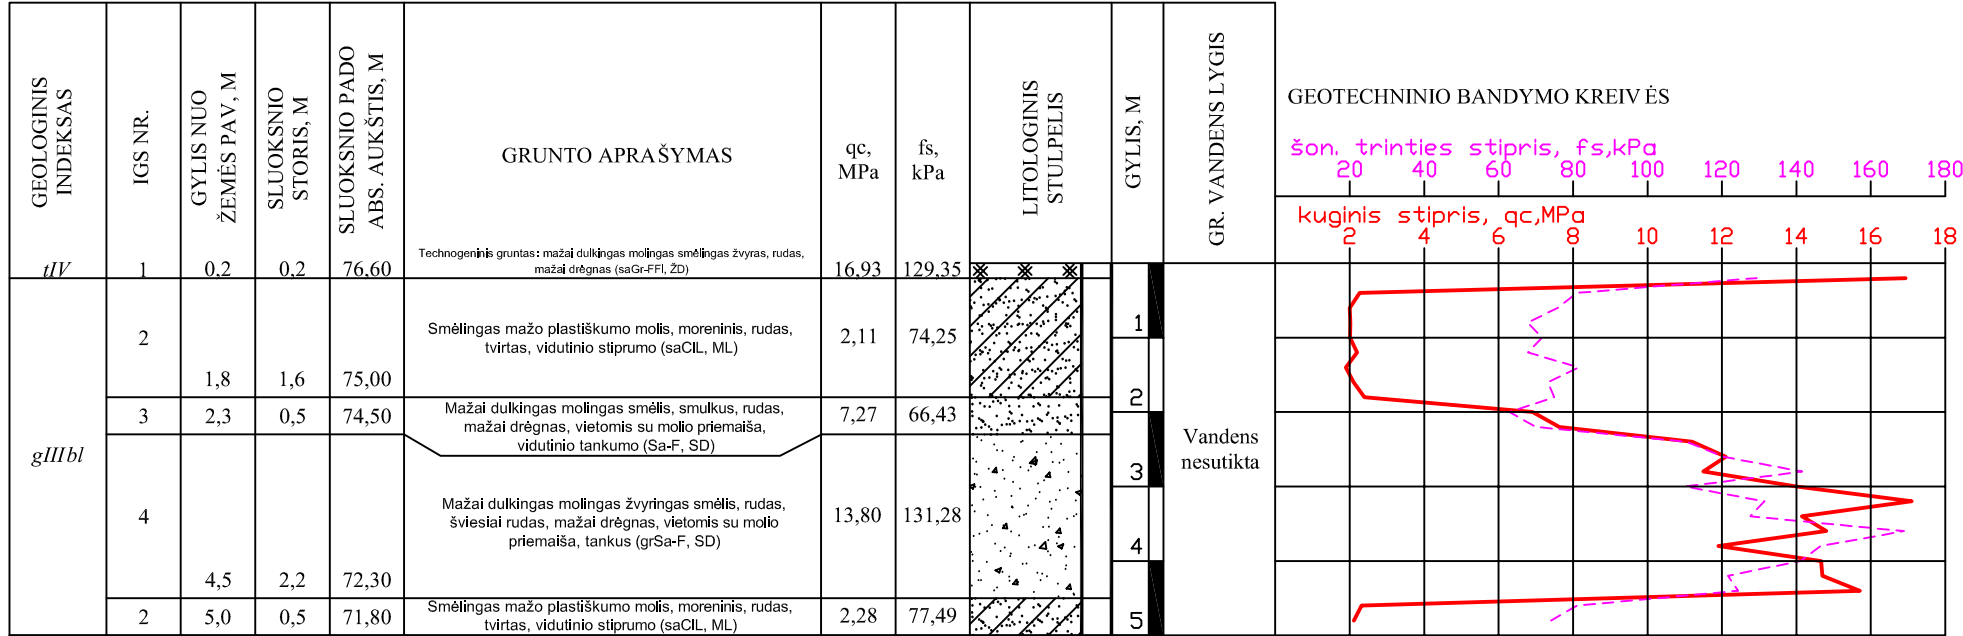 GEOLOGINIS
INDEKSAS
IGS NR.
GYLIS NUO
ŽEMĖS PAV, M
SLUOKSNIO
STORIS, M
SLUOKSNIO PADO
ABS. AUKŠTIS, M
GRUNTO APRAŠYMAS
qc,
MPa
fs,
kPa
LITOLOGINIS
STULPELIS
GYLIS, M
GR. VANDENS LYGIS
GEOTECHNINIO BANDYMO KREIV ĖS
šon. trinties stipris, fs,kPa
20 40 60 80 100 120 140 160 180
kuginis stipris, qc,MPa
2 4 6 8 10 12 14 16 18
tIV 1 0,2 0,2 76,60
Technogeninis gruntas: mažai dulkingas molingas smėlingas žvyras, rudas,
mažai drėgnas (saGr-FFI, ŽD)
16,93 129,35
gIIIbl
2
1,8 1,6 75,00
Smėlingas mažo plastiškumo molis, moreninis, rudas,
tvirtas, vidutinio stiprumo (saClL, ML)
2,11 74,25
3 2,3 0,5 74,50
Mažai dulkingas molingas smėlis, smulkus, rudas,
mažai drėgnas, vietomis su molio priemaiša,
vidutinio tankumo (Sa-F, SD)
7,27 66,43
4
4,5 2,2 72,30
Mažai dulkingas molingas žvyringas smėlis, rudas,
šviesiai rudas, mažai drėgnas, vietomis su molio
priemaiša, tankus (grSa-F, SD)
13,80 131,28
2 5,0 0,5 71,80
Smėlingas mažo plastiškumo molis, moreninis, rudas,
tvirtas, vidutinio stiprumo (saClL, ML)
2,28 77,49
1
2
3
4
5
Vandens
nesutikta